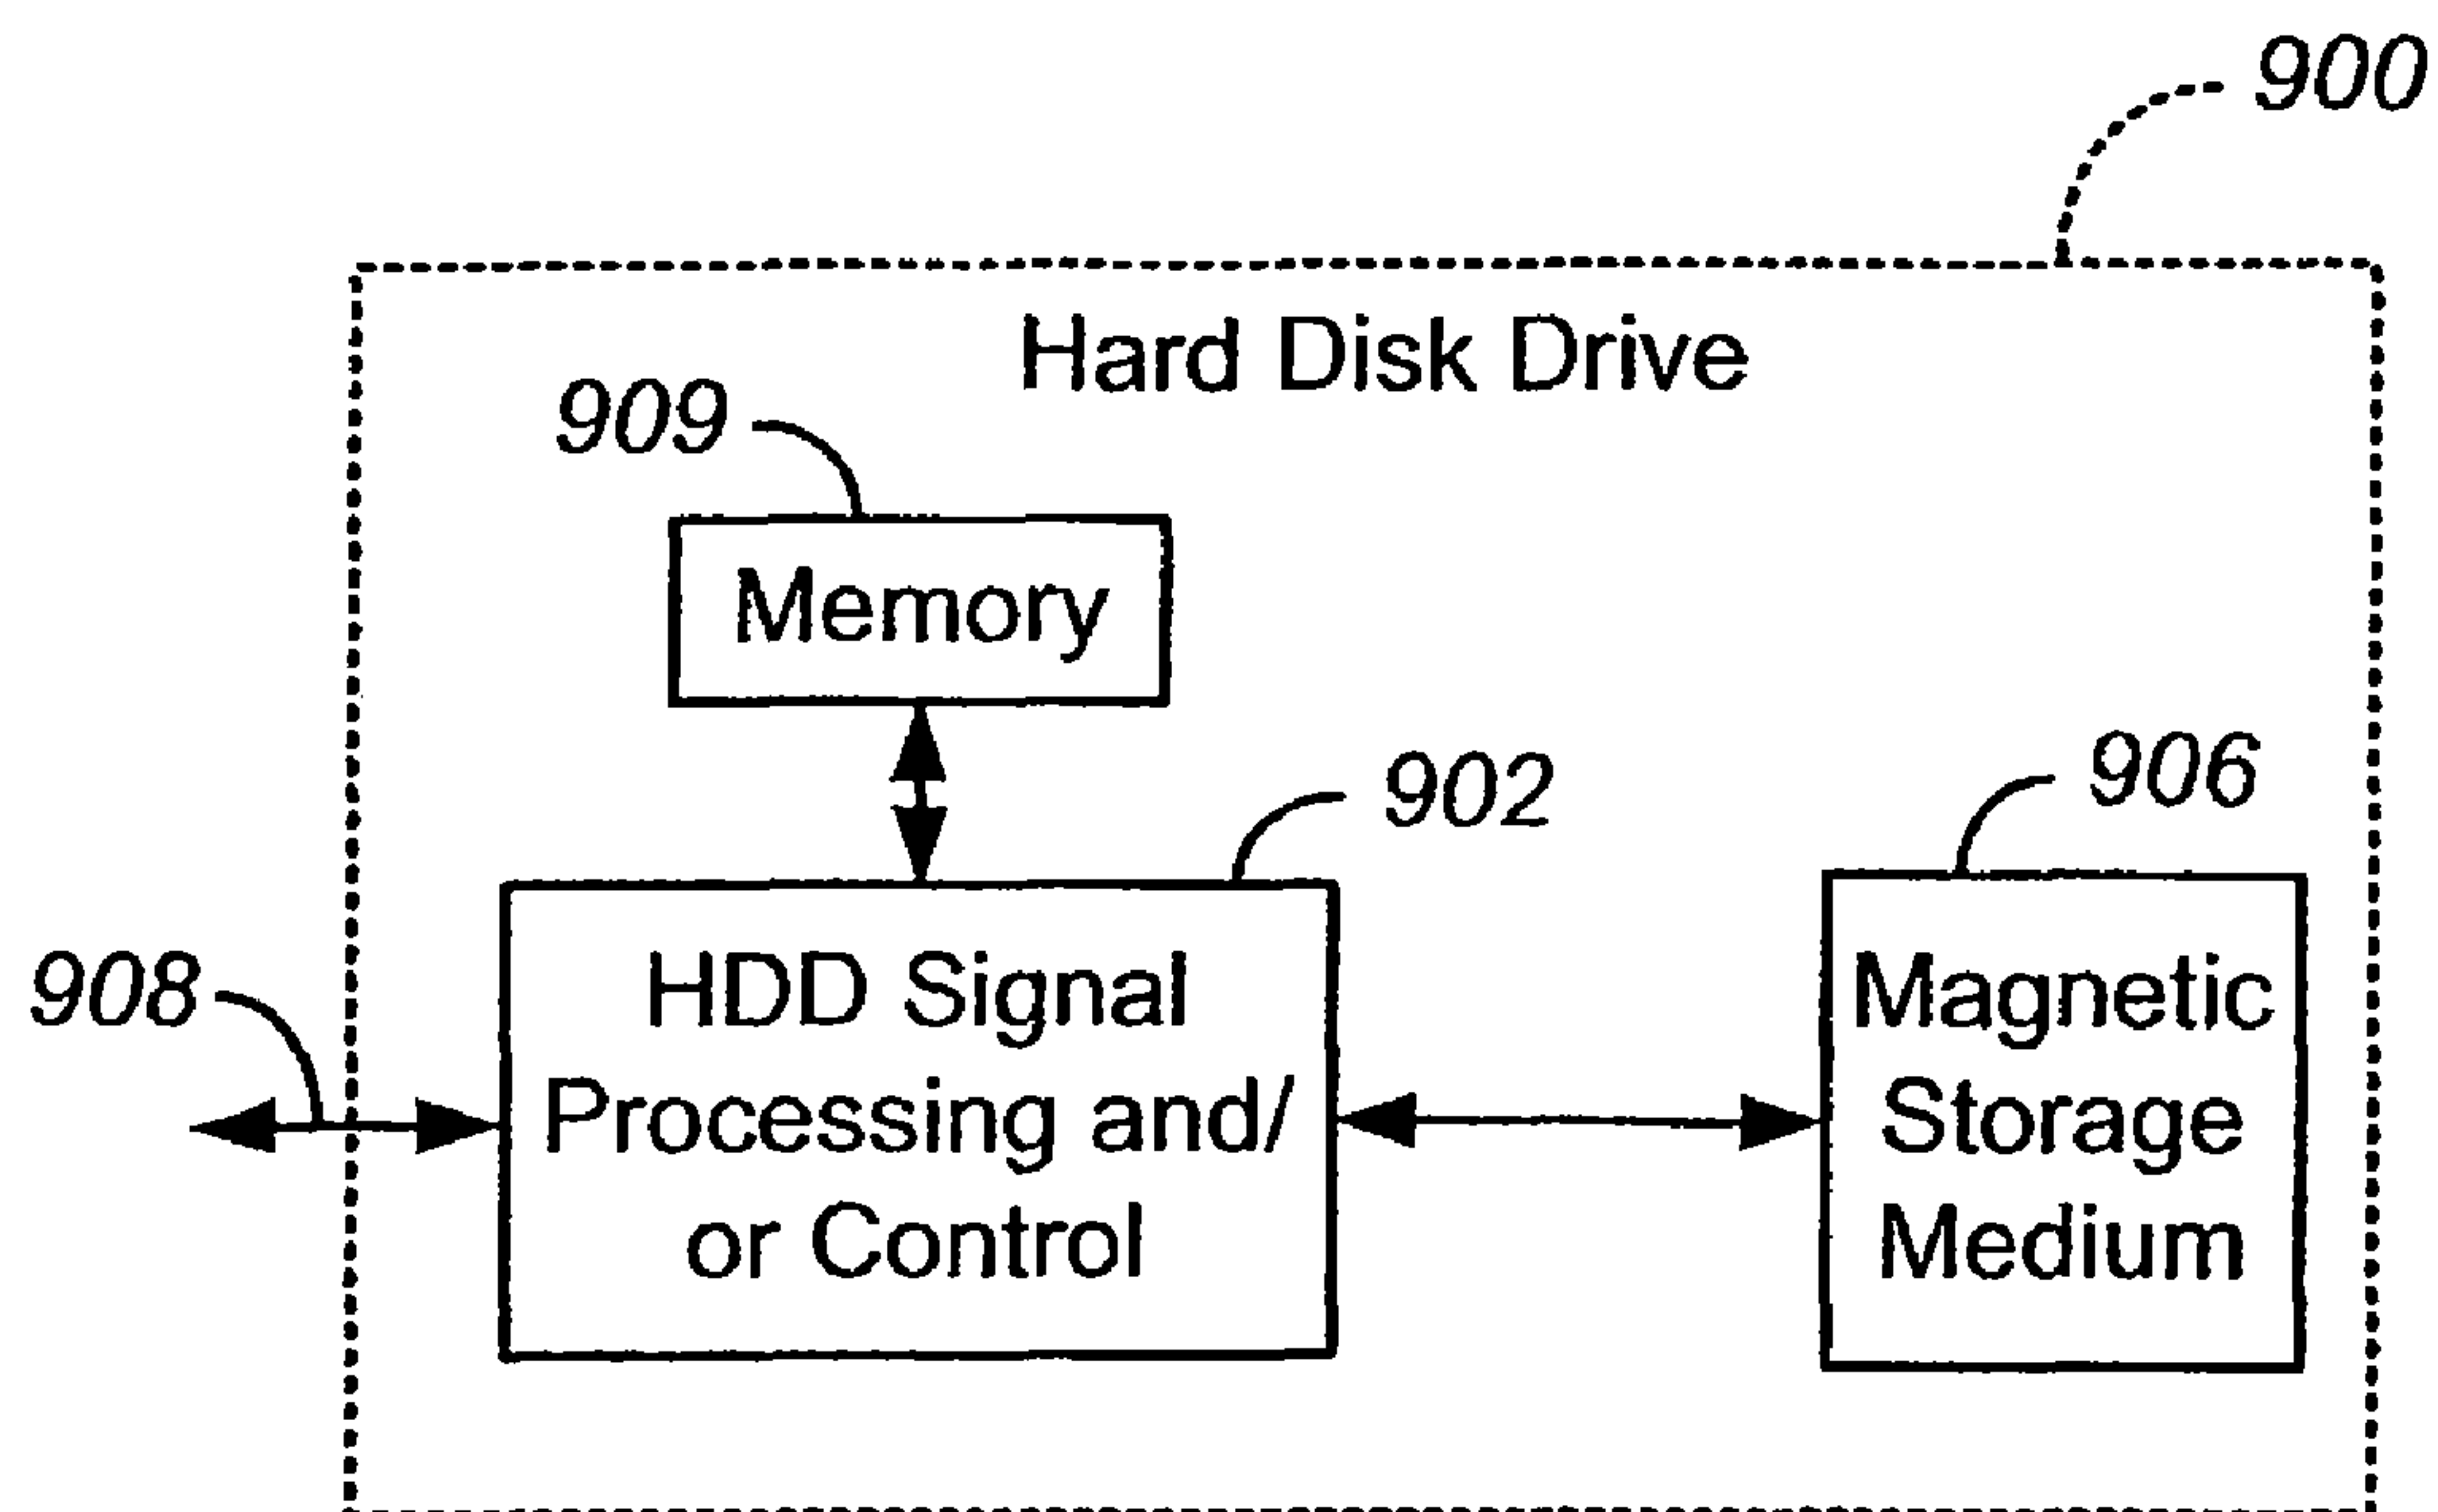 900
Hard Disk Drive
909
Memory
902
906
908
HDD Signal
Processing and/
or Control
Magnetic
Storage
Medium